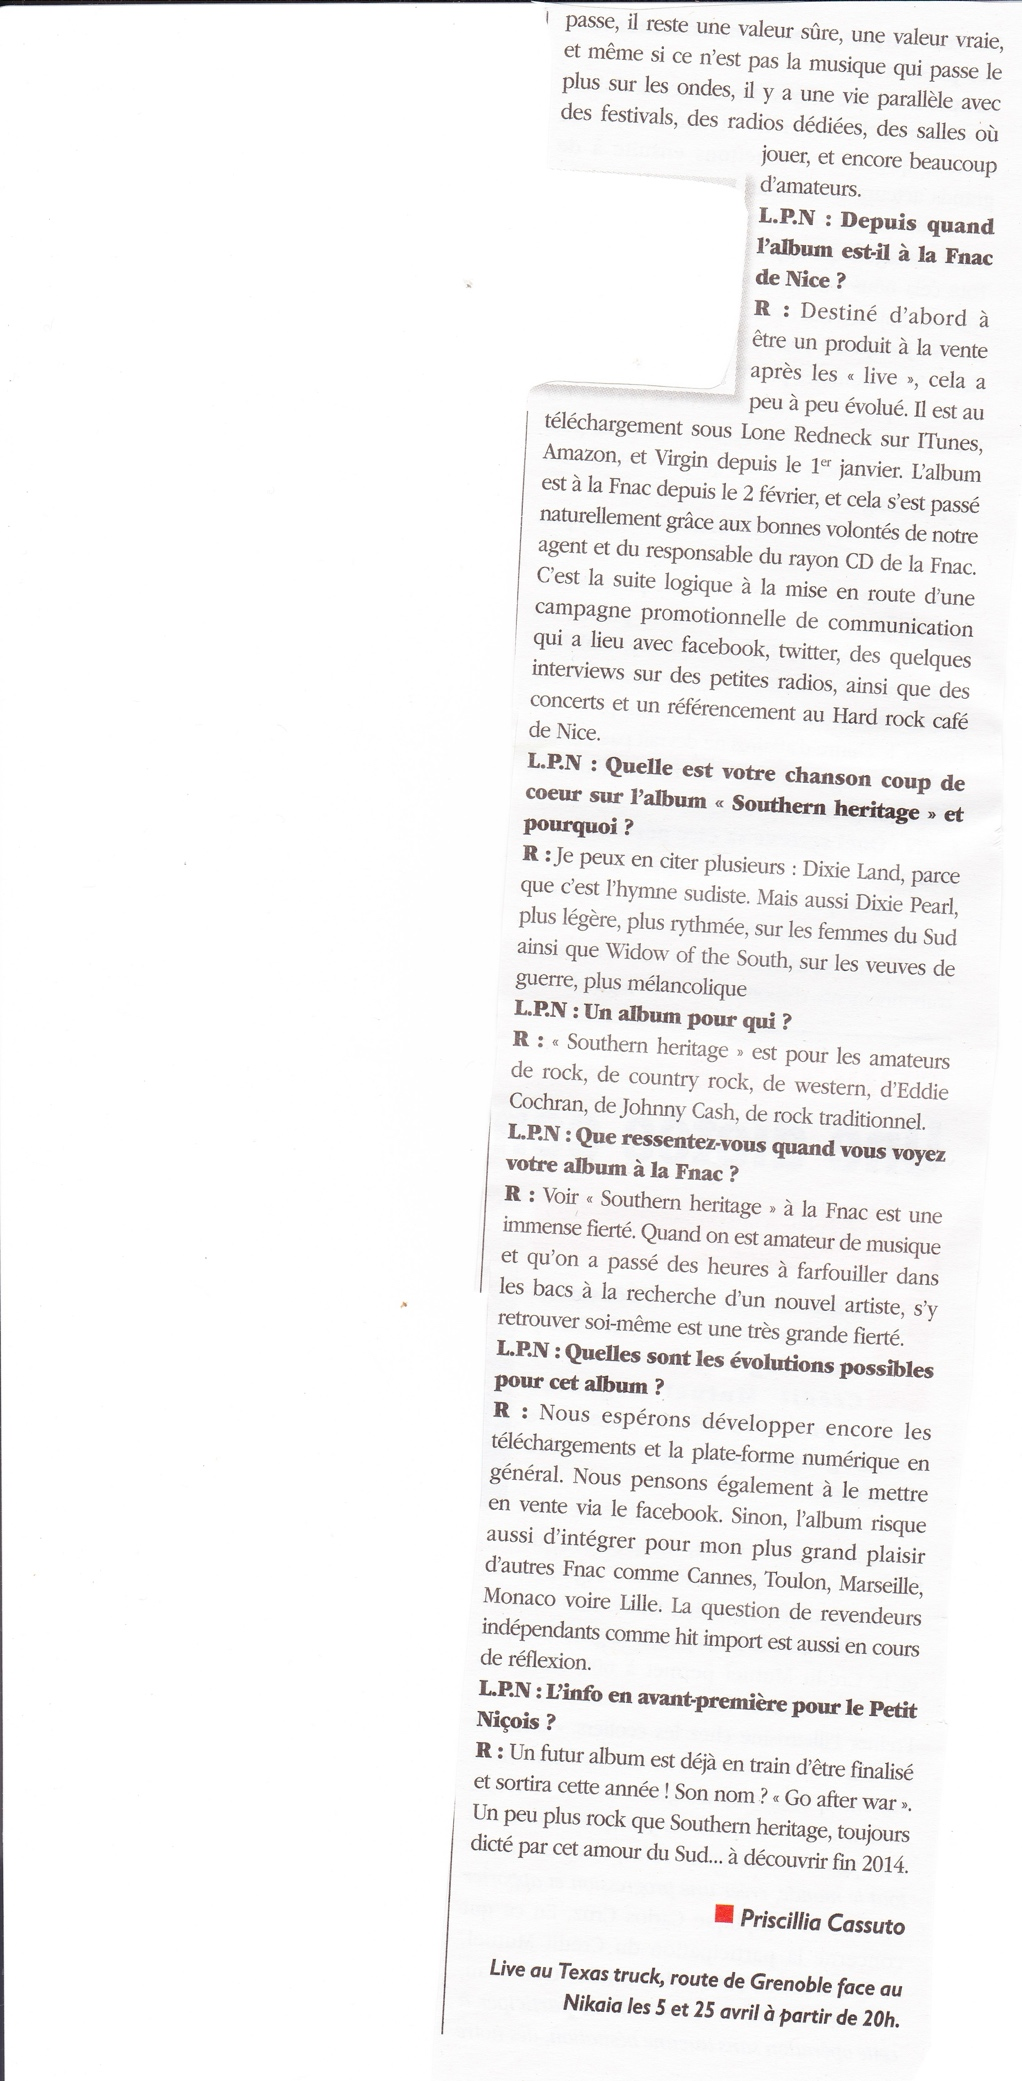 passe, il reste une valeur sûre, une valeur vraie,
et même si ce n'est pas la musique qui passe le
plus sur les ondes, il y a une vie parallèle avec
des festivals, des radios dédiées, des salles où
jouer, et encore beaucoup
d'amateurs.
L.P.N : Depuis quand
l'album est-il à la Fnac
de Nice ?
R : Destiné d'abord à
être un produit à la vente
après les « live », cela a
peu à peu évolué. Il est au
téléchargement sous Lone Redneck sur ITunes,
Amazon, et Virgin depuis le 1er janvier. L'album
est à la Fnac depuis le 2 février, et cela s'est passé
naturellement grâce aux bonnes volontés de notre
agent et du responsable du rayon CD de la Fnac.
C'est la suite logique à la mise en route d'une
campagne promotionnelle de communication
qui a lieu avec facebook, twitter, des quelques
interviews sur des petites radios, ainsi que des
concerts et un référencement au Hard rock café
de Nice.
L.P.N : Quelle est votre chanson coup de
coeur sur l'album « Southern heritage » et
pourquoi ?
R : Je peux en citer plusieurs : Dixie Land, parce
que c'est l'hymne sudiste. Mais aussi Dixie Pearl,
plus légère, plus rythmée, sur les femmes du Sud
ainsi que Widow of the South, sur les veuves de
guerre, plus mélancolique
L.P.N : Un album pour qui ?
R : « Southern heritage » est pour les amateurs
de rock, de country rock, de western, d'Eddie
Cochran, de Johnny Cash, de rock traditionnel.
L.P.N : Que ressentez-vous quand vous voyez
votre album à la Fnac ?
R : Voir « Southern heritage » à la Fnac est une
immense fierté. Quand on est amateur de musique
et qu'on a passé des heures à farfouiller dans
les bacs à la recherche d'un nouvel artiste, s'y
retrouver soi-même est une très grande fierté.
L.P.N : Quelles sont les évolutions possibles
pour cet album ?
R : Nous espérons développer encore les
téléchargements et la plate-forme numérique en
général. Nous pensons également à le mettre
en vente via le facebook. Sinon, l'album risque
aussi d'intégrer pour mon plus grand plaisir
d'autres Fnac comme Cannes, Toulon, Marseille,
Monaco voire Lille. La question de revendeurs
indépendants comme hit import est aussi en cours
de réflexion.
L.P.N : L'info en avant-première pour le Petit
Niçois ?
R : Un futur album est déjà en train d'être finalisé
et sortira cette année ! Son nom ? « Go after war ».
Un peu plus rock que Southern heritage, toujours
dicté par cet amour du Sud... à découvrir fin 2014.
Priscillia Cassuto
Live au Texas truck, route de Grenoble face au
Nikaia les 5 et 25 avril à partir de 20h.